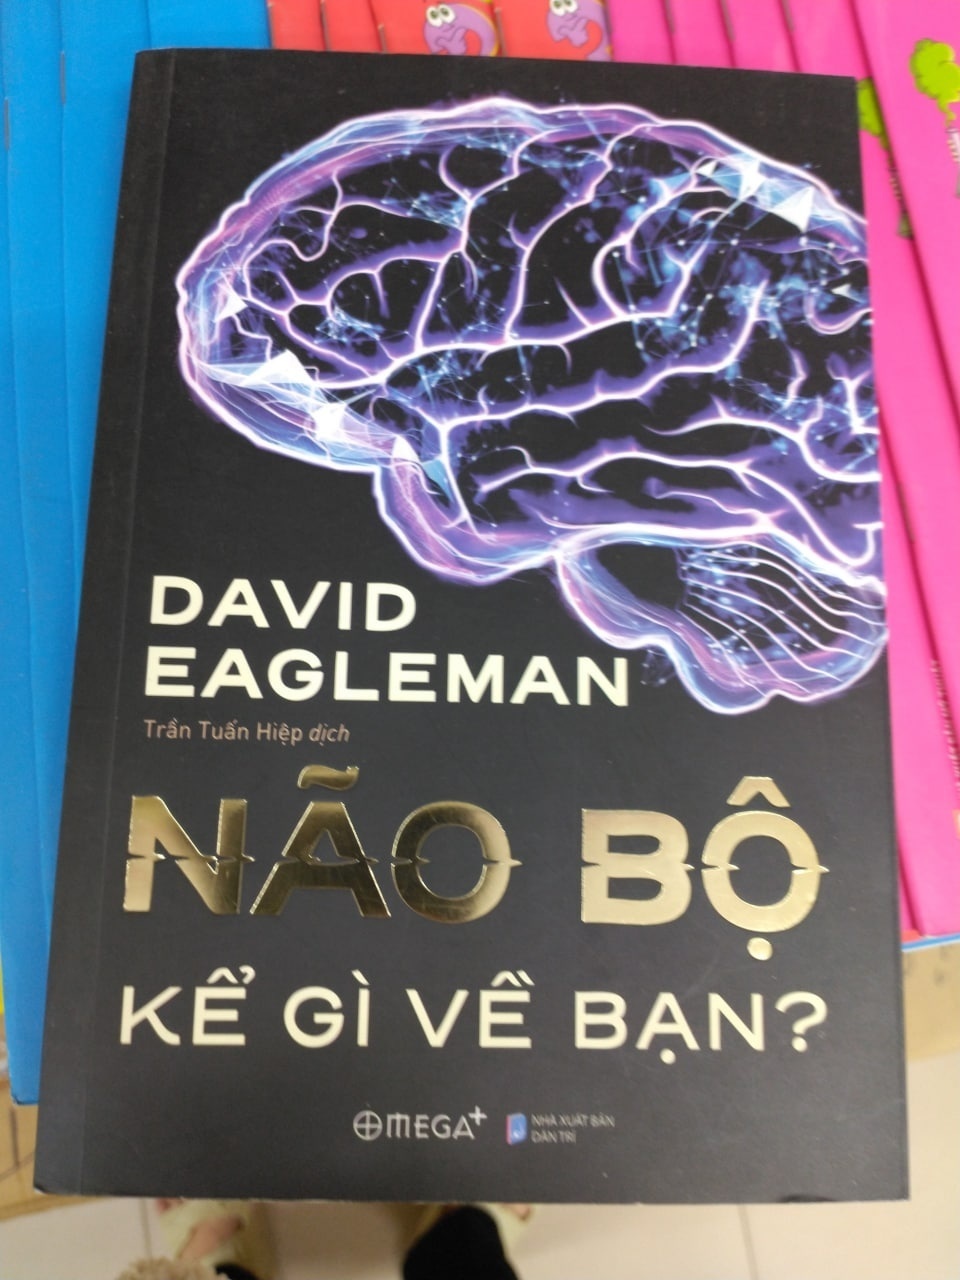 DAVID
EAGLEMAN
Trần Tuấn Hiệp dịch
NÃO BỘ
KỂ GÌ VỀ BẠN?
OMEGA+
NHÀ XUẤT BẢN
DÂN TRÍ